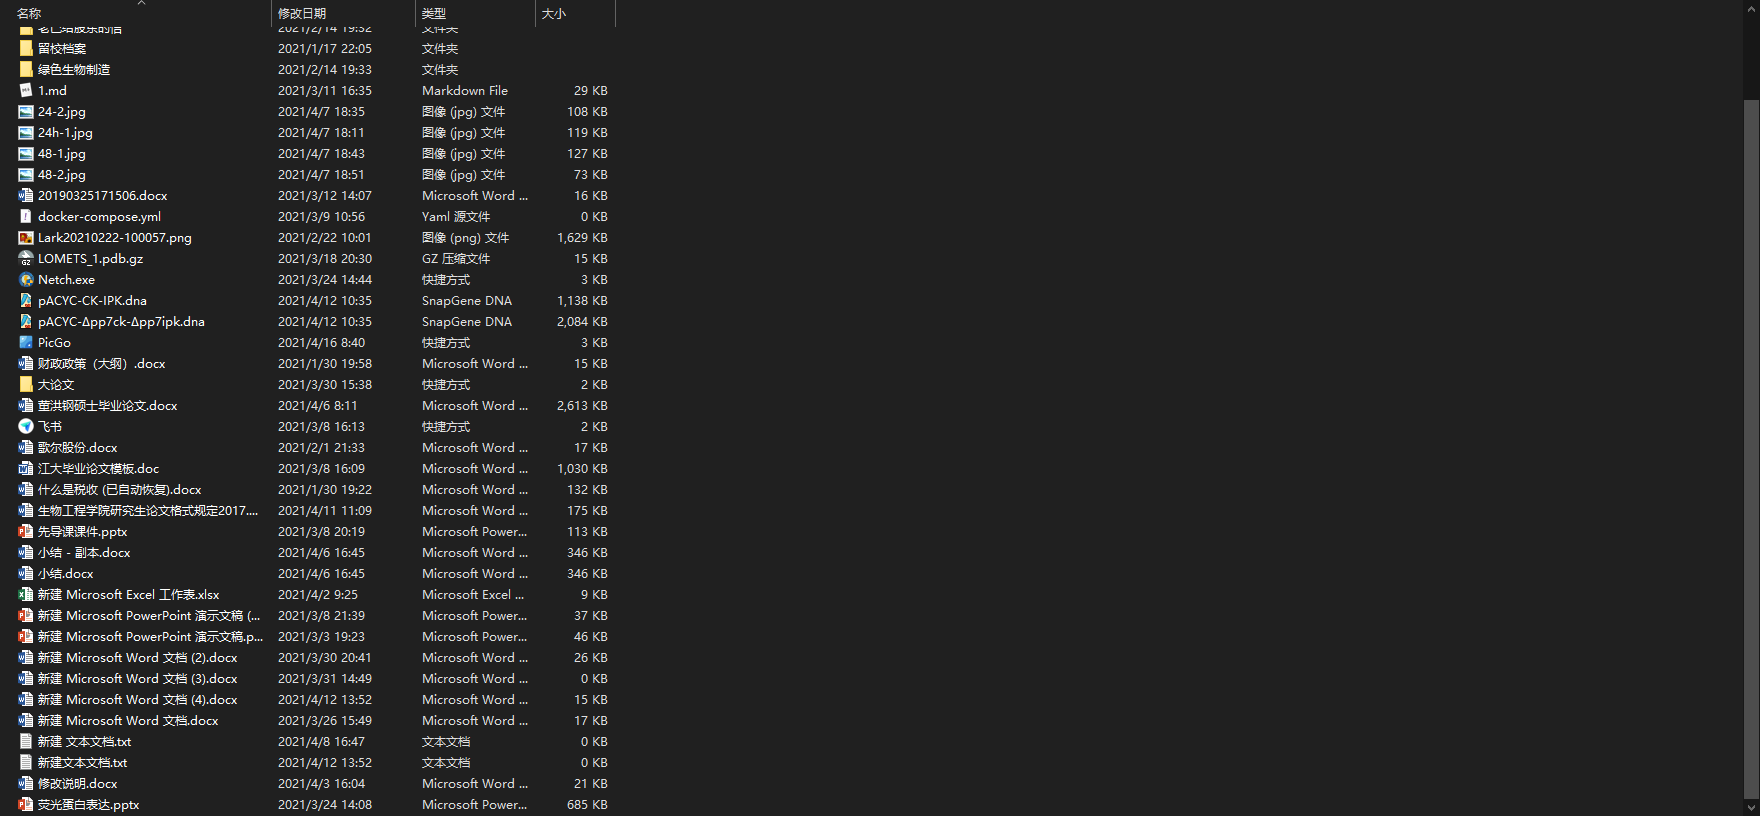 名称 修改日期 类型 大小
老巴给股东的信 2021/2/14 19:32 文件夹
留校档案 2021/1/17 22:05 文件夹
绿色生物制造 2021/2/14 19:33 文件夹
1.md 2021/3/11 16:35 Markdown File 29 KB
24-2.jpg 2021/4/7 18:35 图像 (jpg) 文件 108 KB
24h-1.jpg 2021/4/7 18:11 图像 (jpg) 文件 119 KB
48-1.jpg 2021/4/7 18:43 图像 (jpg) 文件 127 KB
48-2.jpg 2021/4/7 18:51 图像 (jpg) 文件 73 KB
20190325171506.docx 2021/3/12 14:07 Microsoft Word ... 16 KB
docker-compose.yml 2021/3/9 10:56 Yaml 源文件 0 KB
Lark20210222-100057.png 2021/2/22 10:01 图像 (png) 文件 1,629 KB
LOMETS_1.pdb.gz 2021/3/18 20:30 GZ 压缩文件 15 KB
Netch.exe 2021/3/24 14:44 快捷方式 3 KB
pACYC-CK-IPK.dna 2021/4/12 10:35 SnapGene DNA 1,138 KB
pACYC-Δpp7ck-Δpp7ipk.dna 2021/4/12 10:35 SnapGene DNA 2,084 KB
PicGo 2021/4/16 8:40 快捷方式 3 KB
财政政策（大纲）.docx 2021/1/30 19:58 Microsoft Word ... 15 KB
大论文 2021/3/30 15:38 快捷方式 2 KB
董洪钢硕士毕业论文.docx 2021/4/6 8:11 Microsoft Word ... 2,613 KB
飞书 2021/3/8 16:13 快捷方式 2 KB
歌尔股份.docx 2021/2/1 21:33 Microsoft Word ... 17 KB
江大毕业论文模板.doc 2021/3/8 16:09 Microsoft Word ... 1,030 KB
什么是税收 (已自动恢复).docx 2021/1/30 19:22 Microsoft Word ... 132 KB
生物工程学院研究生论文格式规定2017.... 2021/4/11 11:09 Microsoft Word ... 175 KB
先导课课件.pptx 2021/3/8 20:19 Microsoft Power... 113 KB
小结 - 副本.docx 2021/4/6 16:45 Microsoft Word ... 346 KB
小结.docx 2021/4/6 16:45 Microsoft Word ... 346 KB
新建 Microsoft Excel 工作表.xlsx 2021/4/2 9:25 Microsoft Excel ... 9 KB
新建 Microsoft PowerPoint 演示文稿 (... 2021/3/8 21:39 Microsoft Power... 37 KB
新建 Microsoft PowerPoint 演示文稿.p... 2021/3/3 19:23 Microsoft Power... 46 KB
新建 Microsoft Word 文档 (2).docx 2021/3/30 20:41 Microsoft Word ... 26 KB
新建 Microsoft Word 文档 (3).docx 2021/3/31 14:49 Microsoft Word ... 0 KB
新建 Microsoft Word 文档 (4).docx 2021/4/12 13:52 Microsoft Word ... 15 KB
新建 Microsoft Word 文档.docx 2021/3/26 15:49 Microsoft Word ... 17 KB
新建 文本文档.txt 2021/4/8 16:47 文本文档 0 KB
新建文本文档.txt 2021/4/12 13:52 文本文档 0 KB
修改说明.docx 2021/4/3 16:04 Microsoft Word ... 21 KB
荧光蛋白表达.pptx 2021/3/24 14:08 Microsoft Power... 685 KB